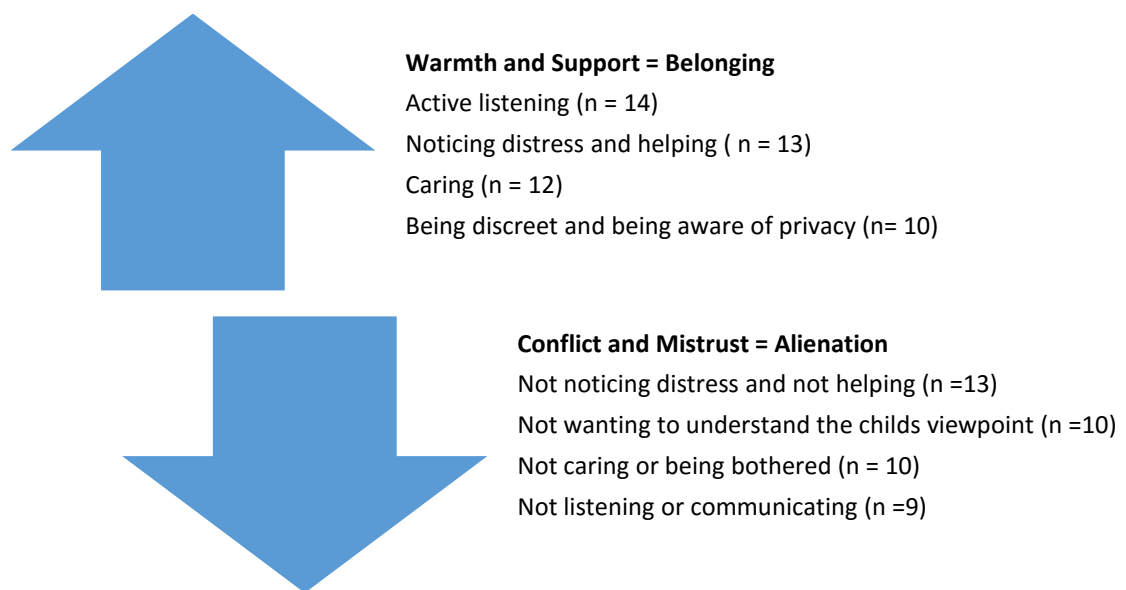 Warmth and Support = Belonging
Active listening (n = 14)
Noticing distress and helping ( n = 13)
Caring (n = 12)
Being discreet and being aware of privacy (n= 10)
Conflict and Mistrust = Alienation
Not noticing distress and not helping (n =13)
Not wanting to understand the childs viewpoint (n =10)
Not caring or being bothered (n = 10)
Not listening or communicating (n =9)